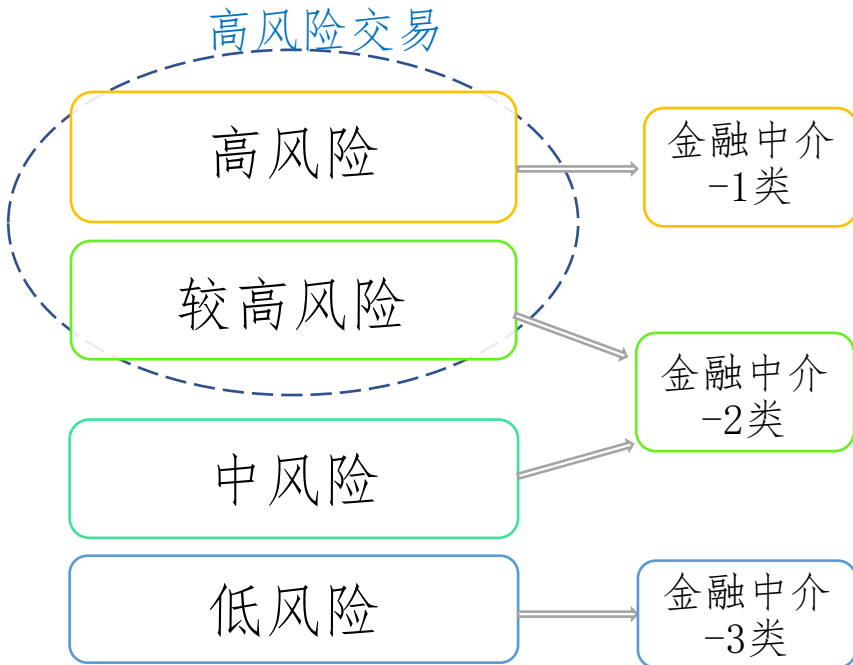 高风险交易
高风险
金融中介
-1类
较高风险
金融中介
-2类
中风险
低风险
金融中介
-3类